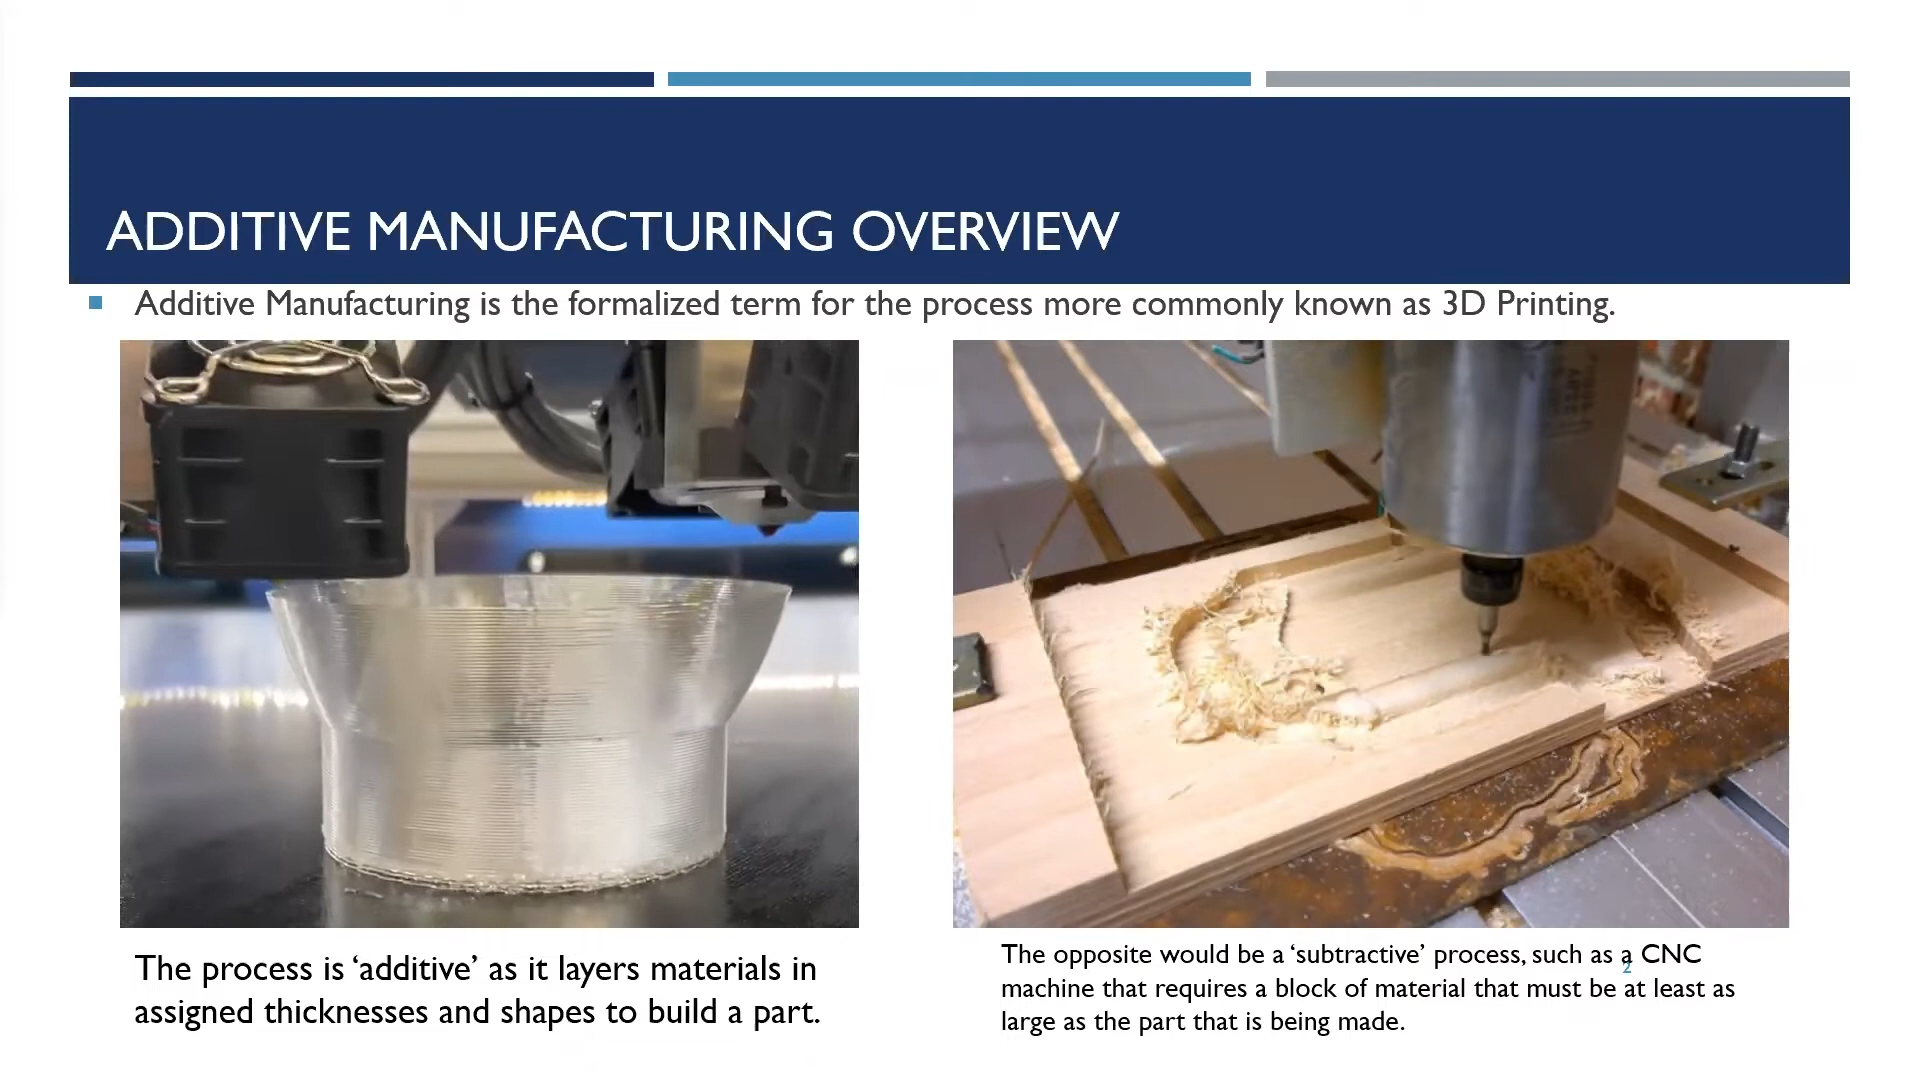 ADDITIVE MANUFACTURING OVERVIEW
Additive Manufacturing is the formalized term for the process more commonly known as 3D Printing.
The process is ‘additive’ as it layers materials in
assigned thicknesses and shapes to build a part.
The opposite would be a ‘subtractive’ process, such as a CNC
machine that requires a block of material that must be at least as
large as the part that is being made.
2